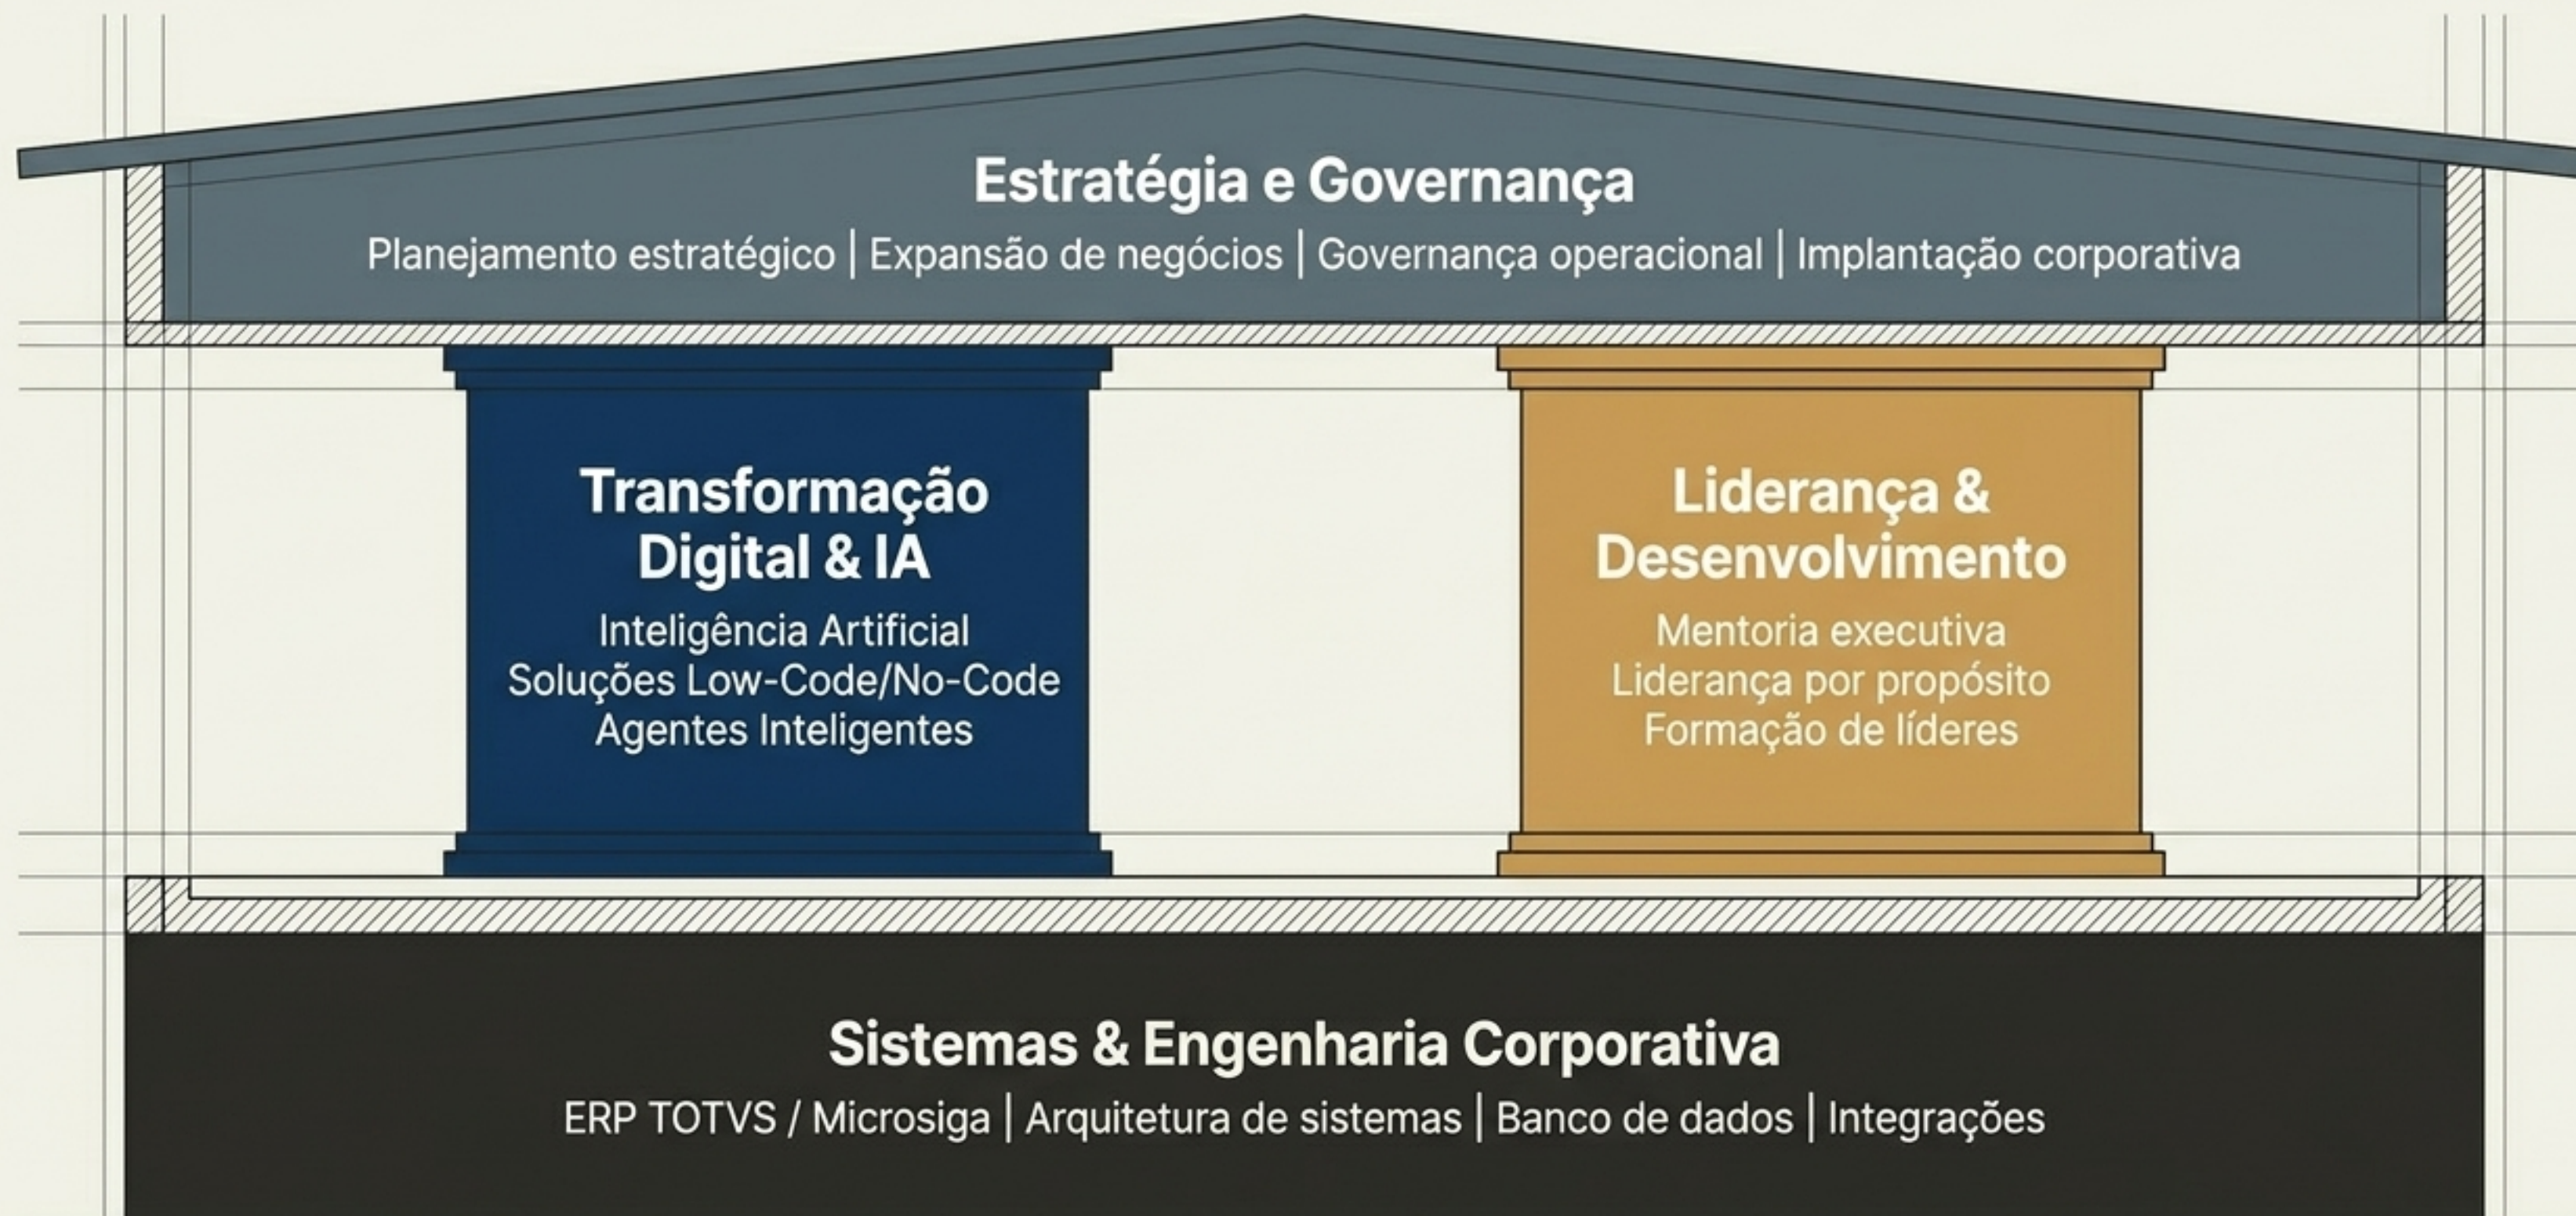 Estratégia e Governança
Planejamento estratégico | Expansão de negócios | Governança operacional | Implantação corporativa
Transformação
Digital & IA
Inteligência Artificial
Soluções Low-Code/No-Code
Agentes Inteligentes
Liderança &
Desenvolvimento
Mentoria executiva
Liderança por propósito
Formação de líderes
Sistemas & Engenharia Corporativa
ERP TOTVS / Microsiga | Arquitetura de sistemas | Banco de dados | Integrações